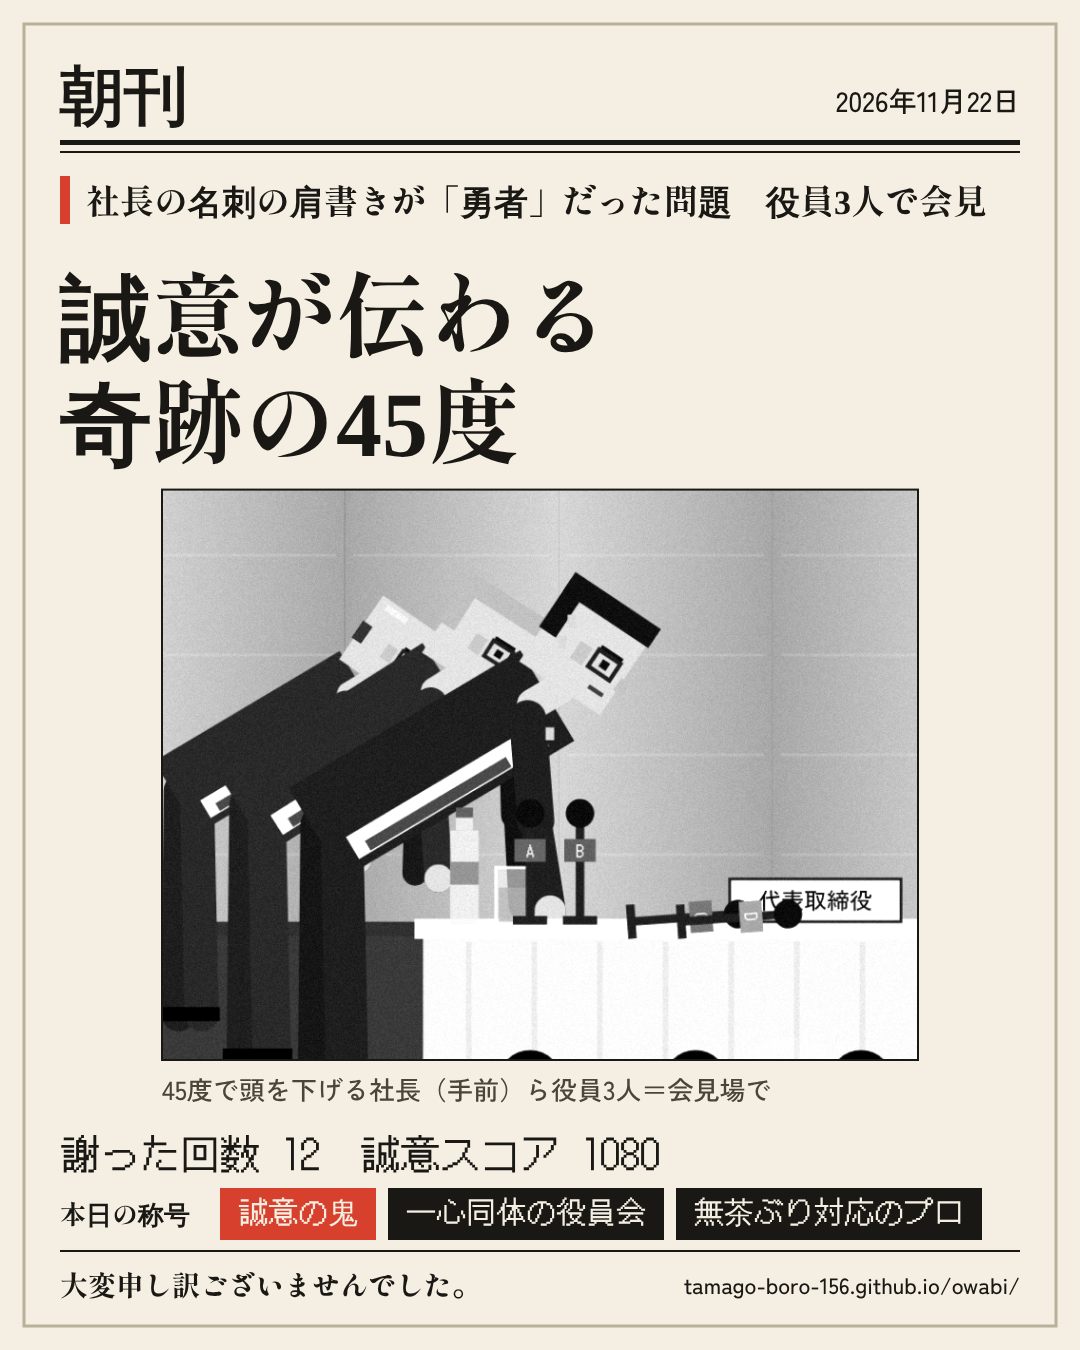 朝刊
2026年11月22日
社長の名刺の肩書きが「勇者」だった問題　役員3人で会見
誠意が伝わる
奇跡の45度
A
B
D
代表取締役
45度で頭を下げる社長（手前）ら役員3人＝会見場で
謝った回数 12　誠意スコア 1080
本日の称号　誠意の鬼　一心同体の役員会　無茶ぶり対応のプロ
大変申し訳ございませんでした。
tamago-boro-156.github.io/owabi/